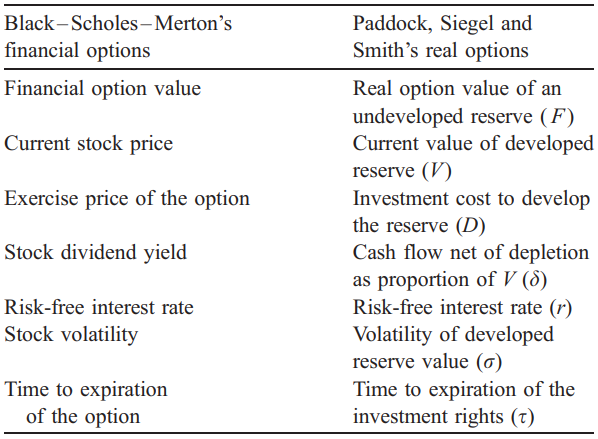 Black–Scholes–Merton's Paddock, Siegel and
financial options Smith's real options
Financial option value Real option value of an
undeveloped reserve (F)
Current stock price Current value of developed
reserve (V)
Exercise price of the option Investment cost to develop
the reserve (D)
Stock dividend yield Cash flow net of depletion
as proportion of V (δ)
Risk-free interest rate Risk-free interest rate (r)
Stock volatility Volatility of developed
reserve value (σ)
Time to expiration Time to expiration of the
of the option investment rights (τ)